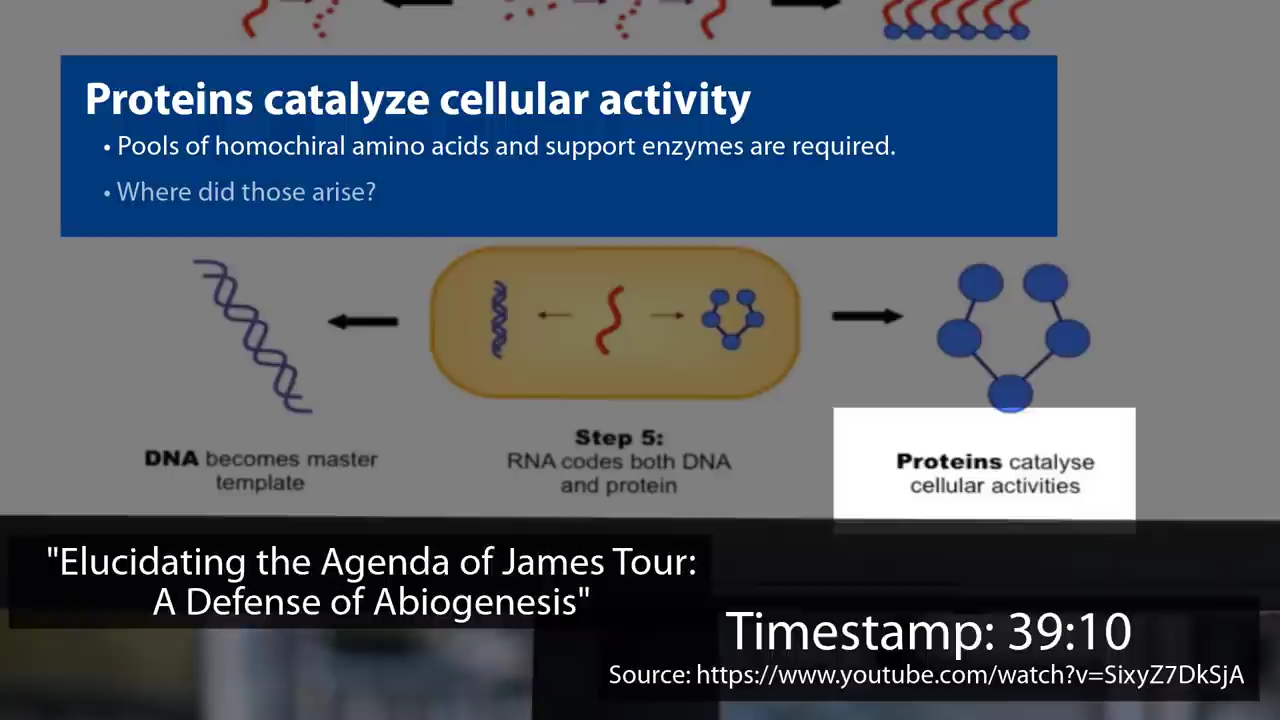 Proteins catalyze cellular activity
• Pools of homochiral amino acids and support enzymes are required.
• Where did those arise?
DNA becomes master
template
Step 5:
RNA codes both DNA
and protein
Proteins catalyse
cellular activities
"Elucidating the Agenda of James Tour:
A Defense of Abiogenesis"
Timestamp: 39:10
Source: https://www.youtube.com/watch?v=SixyZ7DkSjA